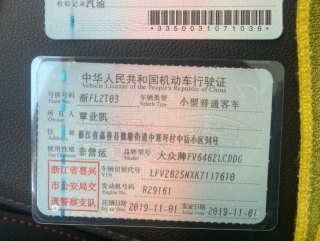 检验记录 汽油
*3350031071036*
中华人民共和国机动车行驶证
Vehicle License of the People's Republic of China
号牌号码 浙FL2T03 车辆类型 小型普通客车
Plate No. Vehicle Type
所有人 覃业凯
Owner
住址 浙江省嘉善县魏塘街道中寒圩村中岳小区94号
Address
使用性质 非营运 品牌型号 大众牌FV6462LCDDG
Model
浙江省嘉兴市公安局交通警察支队
车辆识别代号 LFV2B25NXK7117610
VIN
发动机号码 R29161
Engine No.
注册日期 2019-11-01 发证日期 2019-11-01
Register Date Issue Date